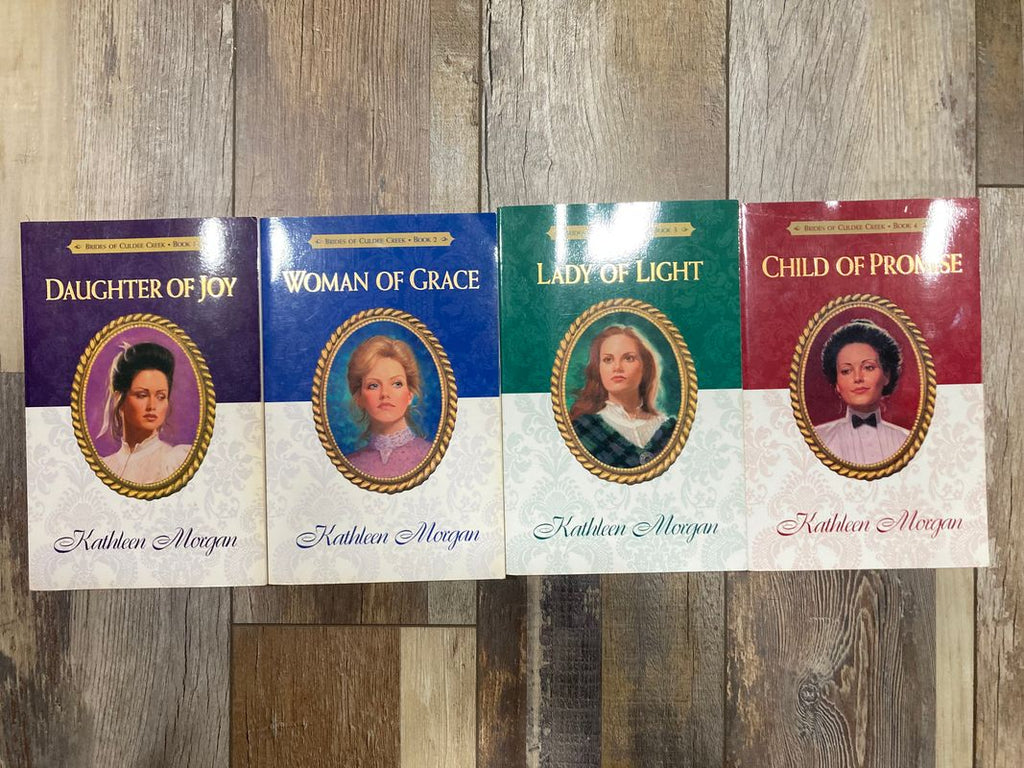 BRIDES OF CULDEE CREEK • BOOK 1
DAUGHTER OF JOY
Kathleen Morgan
BRIDES OF CULDEE CREEK • BOOK 2
WOMAN OF GRACE
Kathleen Morgan
BOOK 3
LADY OF LIGHT
Kathleen Morgan
BRIDES OF CULDEE CREEK • BOOK 4
CHILD OF PROMISE
Kathleen Morgan